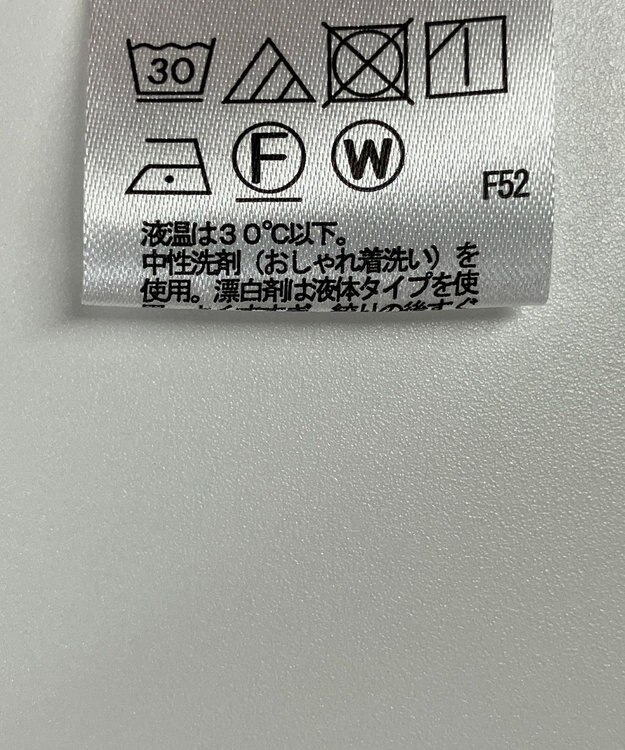 30
F W
F52
液温は30℃以下。
中性洗剤（おしゃれ着洗い）を
使用。漂白剤は液体タイプを使